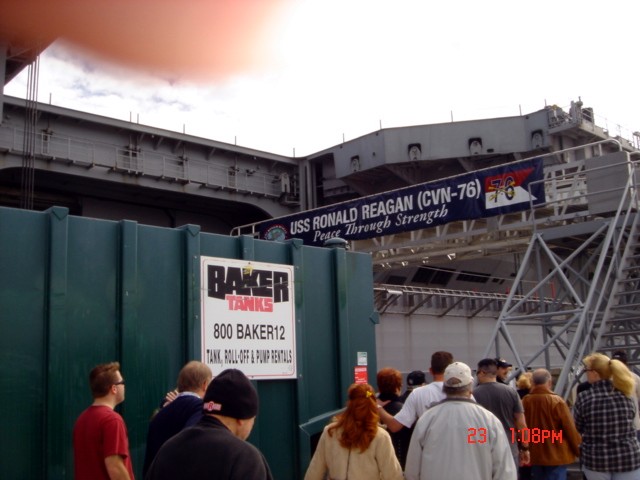 USS RONALD REAGAN (CVN-76)
Peace Through Strength
76
BAKER
TANKS
800 BAKER12
TANK, ROLL-OFF & PUMP RENTALS
23 1:08PM